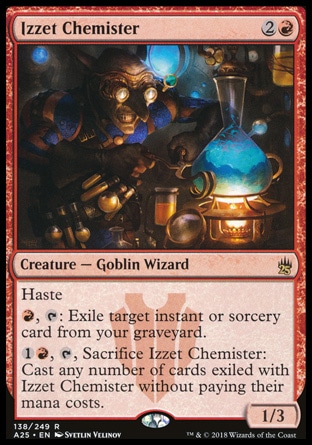 Izzet Chemister 2
Creature — Goblin Wizard 25
Haste
, : Exile target instant or sorcery
card from your graveyard.
1 , , Sacrifice Izzet Chemister:
Cast any number of cards exiled with
Izzet Chemister without paying their
mana costs.
1/3
138/249 R
A25 • EN Svetlin Velinov
™ & © 2018 Wizards of the Coast